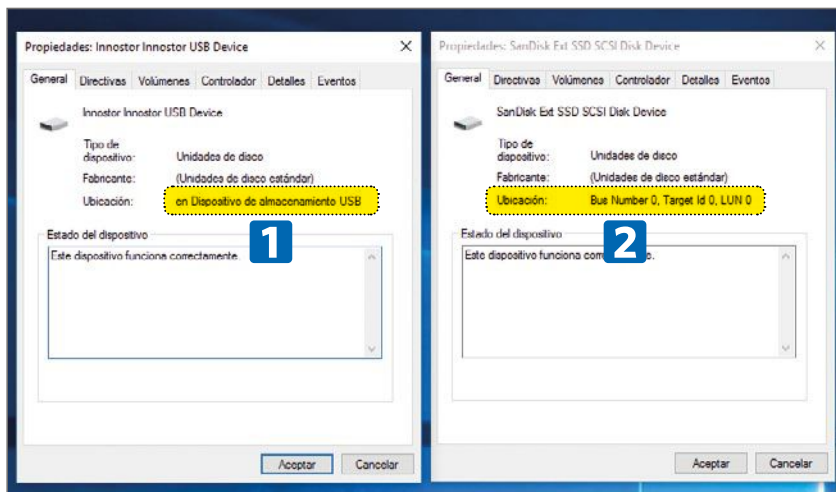 Propiedades: Innostor Innostor USB Device
General Directivas Volúmenes Controlador Detalles Eventos
Innostor Innostor USB Device
Tipo de
dispositivo: Unidades de disco
Fabricante: (Unidades de disco estándar)
Ubicación: en Dispositivo de almacenamiento USB
1
Estado del dispositivo
Este dispositivo funciona correctamente.
Aceptar Cancelar
Propiedades: SanDisk Ext SSD SCSI Disk Device
General Directivas Volúmenes Controlador Detalles Eventos
SanDisk Ext SSD SCSI Disk Device
Tipo de
dispositivo: Unidades de disco
Fabricante: (Unidades de disco estándar)
Ubicación: Bus Number 0, Target Id 0, LUN 0
2
Estado del dispositivo
Este dispositivo funciona
Aceptar Cancelar